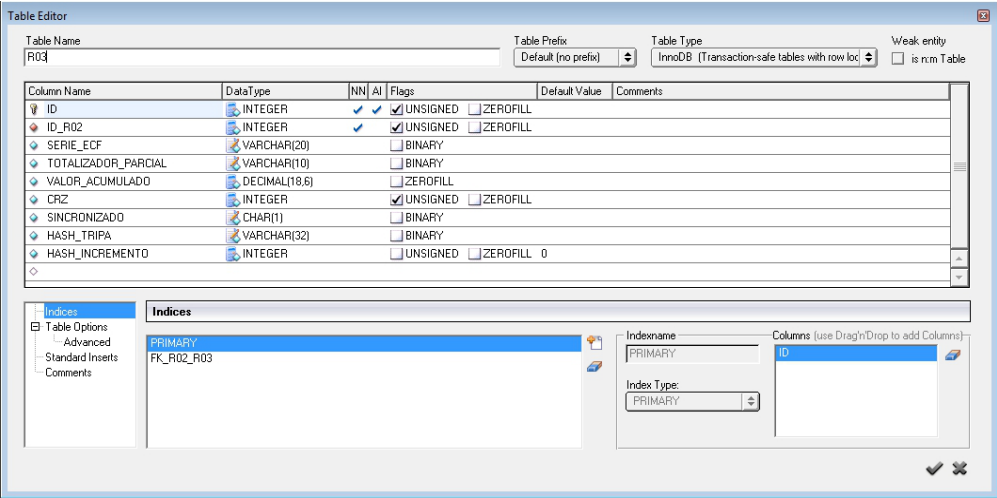 Table Editor
Table Name Table Prefix Table Type Weak entity
R03 Default (no prefix) InnoDB (Transaction-safe tables with row loc is n:m Table
Column Name DataType NN AI Flags Default Value Comments
ID INTEGER UNSIGNED ZEROFILL
ID_R02 INTEGER UNSIGNED ZEROFILL
SERIE_ECF VARCHAR(20) BINARY
TOTALIZADOR_PARCIAL VARCHAR(10) BINARY
VALOR_ACUMULADO DECIMAL(18,6) ZEROFILL
CRZ INTEGER UNSIGNED ZEROFILL
SINCRONIZADO CHAR(1) BINARY
HASH_TRIPA VARCHAR(32) BINARY
HASH_INCREMENTO INTEGER UNSIGNED ZEROFILL 0
Indices
Table Options
Advanced
Standard Inserts
Comments
Indices
PRIMARY
FK_R02_R03
Indexname
PRIMARY
Index Type:
PRIMARY
Columns (use Drag'n'Drop to add Columns)
ID